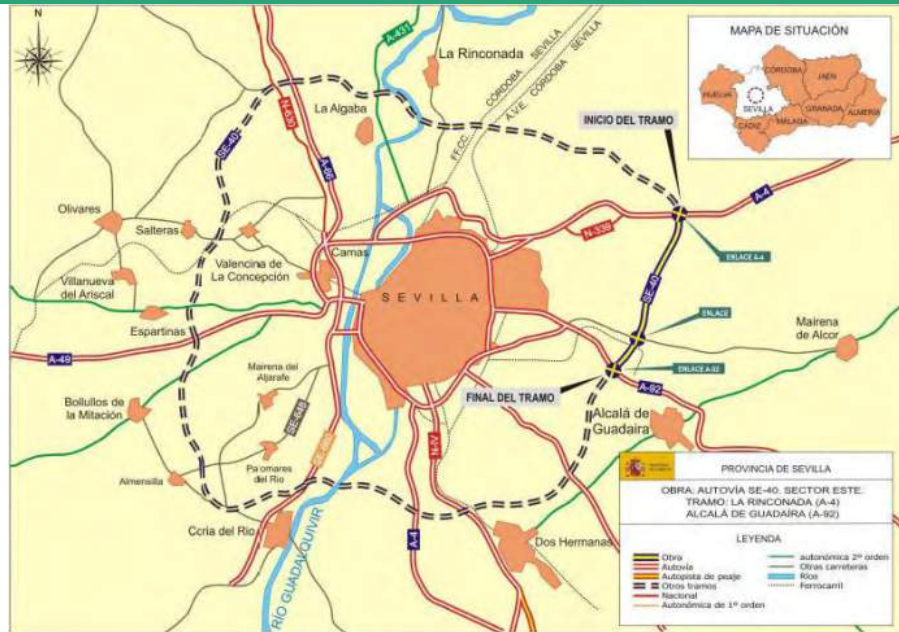 N
A-431
La Rinconada
CÓRDOBA SEVILLA
A.V.E. CÓRDOBA SEVILLA
FF.CC.
MAPA DE SITUACIÓN
CÓRDOBA
JAÉN
HUELVA
SEVILLA
GRANADA
ALMERÍA
MÁLAGA
CADIZ
N-630
La Algaba
SE-40
A-66
INICIO DEL TRAMO
A-4
Olivares
Salteras
N-339
ENLACE A-4
Camas
Valencina de
La Concepción
Villanueva
del Ariscal
SEVILLA
SE-40
ENLACE
Mairena
de Alcor
Espartinas
A-49
ENLACE A-92
A-92
Mairena del
Aljarafe
FINAL DEL TRAMO
Bollullos de
la Mitación
SE-648
N-IV
Alcalá de
Guadaira
Almensilla
Palomares
del Rio
Coria del Rio
A-4
Dos Hermanas
RÍO GUADALQUIVIR
PROVINCIA DE SEVILLA
OBRA: AUTOVÍA SE-40. SECTOR ESTE.
TRAMO: LA RINCONADA (A-4)
ALCALÁ DE GUADAÍRA (A-92)
LEYENDA
Obra
Autovía
Autopista de peaje
Otros tramos
Nacional
Autonómica de 1º orden
autonómica 2º orden
Otras carreteras
Ríos
Ferrocarril